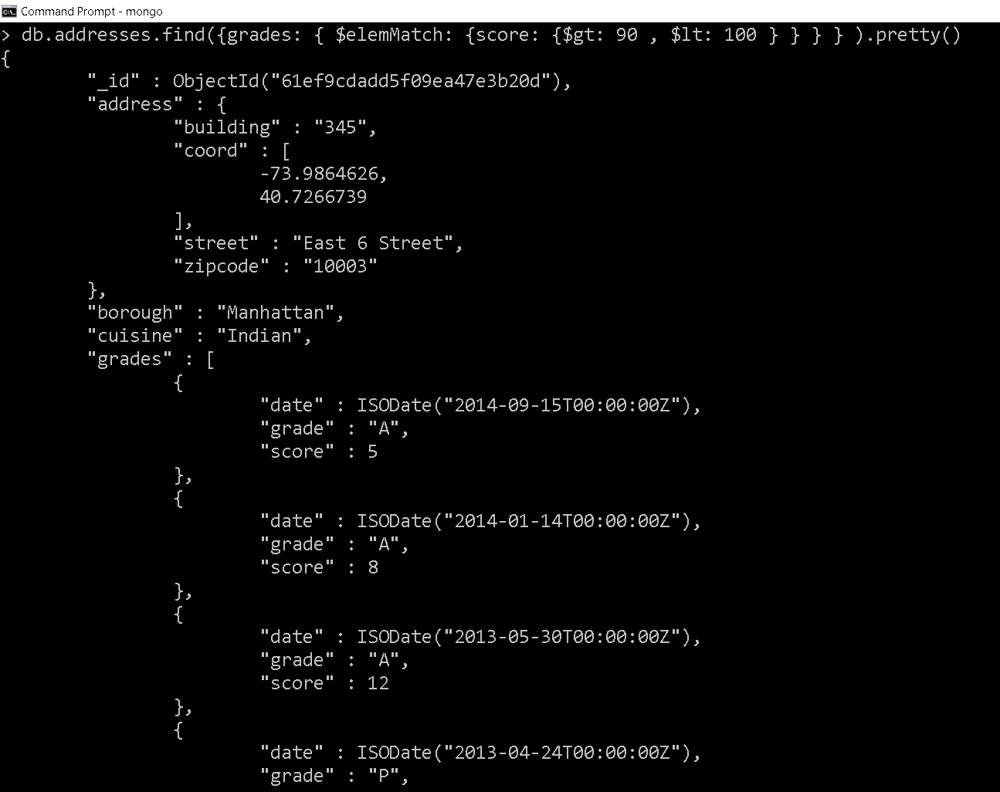 Command Prompt - mongo
> db.addresses.find({grades: { $elemMatch: {score: {$gt: 90 , $lt: 100 } } } } ).pretty()
{
        "_id" : ObjectId("61ef9cdadd5f09ea47e3b20d"),
        "address" : {
                "building" : "345",
                "coord" : [
                        -73.9864626,
                        40.7266739
                ],
                "street" : "East 6 Street",
                "zipcode" : "10003"
        },
        "borough" : "Manhattan",
        "cuisine" : "Indian",
        "grades" : [
                {
                        "date" : ISODate("2014-09-15T00:00:00Z"),
                        "grade" : "A",
                        "score" : 5
                },
                {
                        "date" : ISODate("2014-01-14T00:00:00Z"),
                        "grade" : "A",
                        "score" : 8
                },
                {
                        "date" : ISODate("2013-05-30T00:00:00Z"),
                        "grade" : "A",
                        "score" : 12
                },
                {
                        "date" : ISODate("2013-04-24T00:00:00Z"),
                        "grade" : "P",